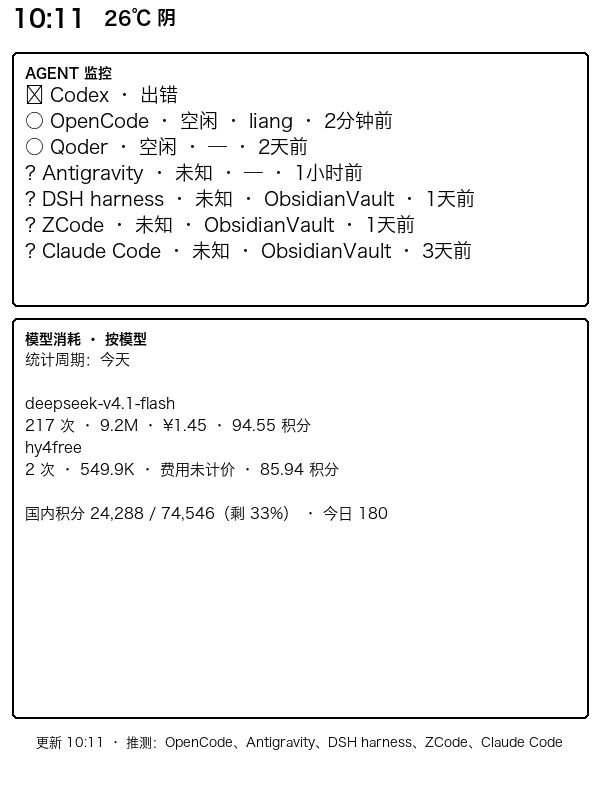 10:11 26℃ 阴
AGENT 监控
☒ Codex · 出错
○ OpenCode · 空闲 · liang · 2分钟前
○ Qoder · 空闲 · — · 2天前
? Antigravity · 未知 · — · 1小时前
? DSH harness · 未知 · ObsidianVault · 1天前
? ZCode · 未知 · ObsidianVault · 1天前
? Claude Code · 未知 · ObsidianVault · 3天前
模型消耗 · 按模型
统计周期：今天
deepseek-v4.1-flash
217 次 · 9.2M · ¥1.45 · 94.55 积分
hy4free
2 次 · 549.9K · 费用未计价 · 85.94 积分
国内积分 24,288 / 74,546（剩 33%） · 今日 180
更新 10:11 · 推测：OpenCode、Antigravity、DSH harness、ZCode、Claude Code